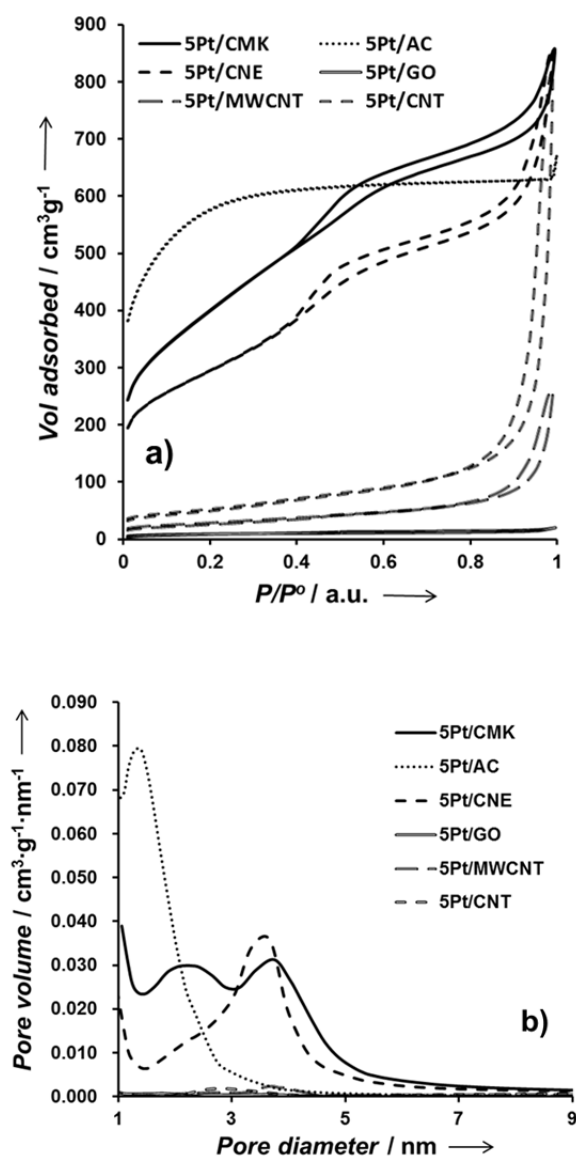 900
800
700
600
500
400
300
200
100
0
Vol adsorbed / cm³g⁻¹
5Pt/CMK 5Pt/AC
5Pt/CNE 5Pt/GO
5Pt/MWCNT 5Pt/CNT
a)
0 0.2 0.4 0.6 0.8 1
P/Pº / a.u.
0.090
0.080
0.070
0.060
0.050
0.040
0.030
0.020
0.010
0.000
Pore volume / cm³·g⁻¹·nm⁻¹
5Pt/CMK
5Pt/AC
5Pt/CNE
5Pt/GO
5Pt/MWCNT
5Pt/CNT
b)
1 3 5 7 9
Pore diameter / nm